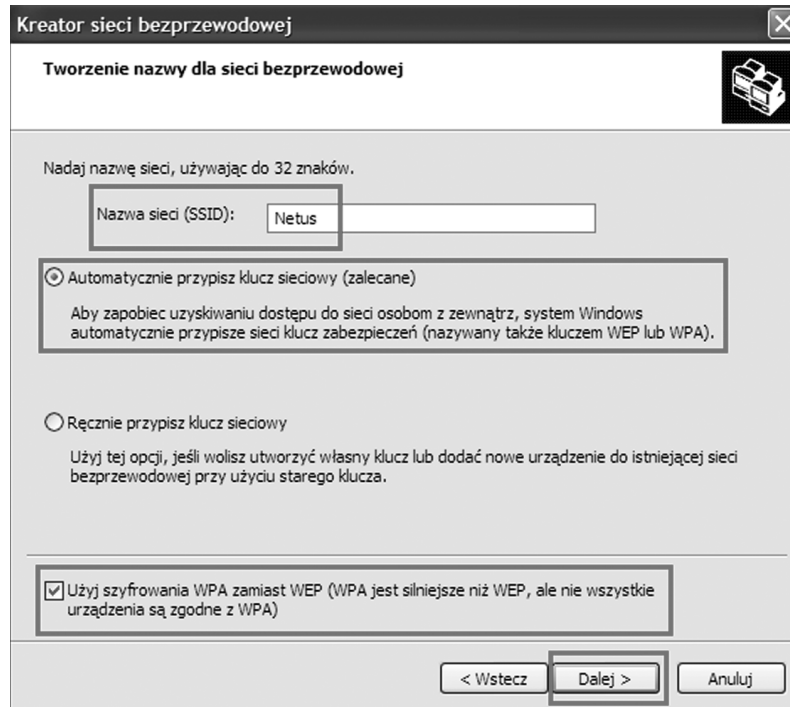 Kreator sieci bezprzewodowej
Tworzenie nazwy dla sieci bezprzewodowej
Nadaj nazwę sieci, używając do 32 znaków.
Nazwa sieci (SSID): Netus
Automatycznie przypisz klucz sieciowy (zalecane)
Aby zapobiec uzyskiwaniu dostępu do sieci osobom z zewnątrz, system Windows
automatycznie przypisze sieci klucz zabezpieczeń (nazywany także kluczem WEP lub WPA).
Ręcznie przypisz klucz sieciowy
Użyj tej opcji, jeśli wolisz utworzyć własny klucz lub dodać nowe urządzenie do istniejącej sieci
bezprzewodowej przy użyciu starego klucza.
Użyj szyfrowania WPA zamiast WEP (WPA jest silniejsze niż WEP, ale nie wszystkie
urządzenia są zgodne z WPA)
< Wstecz Dalej > Anuluj